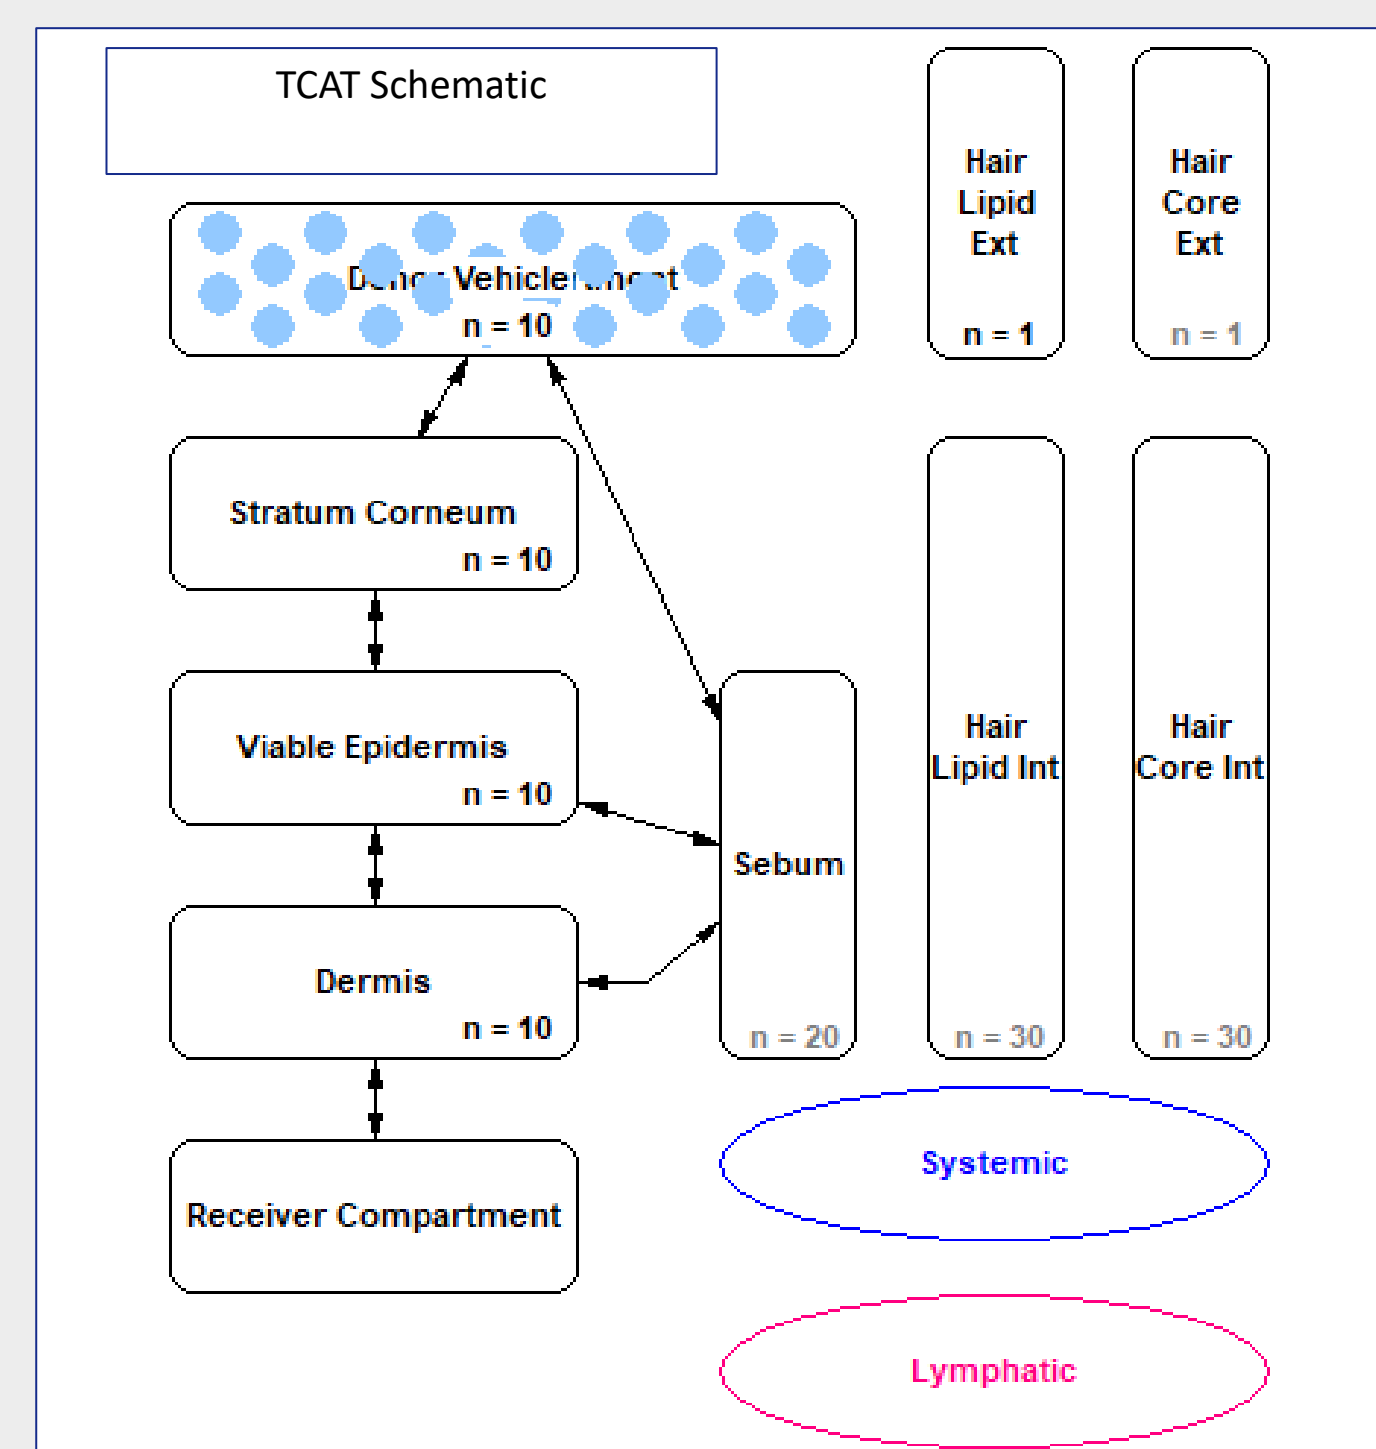 TCAT Schematic
Vehicle
n = 10
Hair
Lipid
Ext
n = 1
Hair
Core
Ext
n = 1
Stratum Corneum
n = 10
Viable Epidermis
n = 10
Dermis
n = 10
Receiver Compartment
Sebum
n = 20
Hair
Lipid Int
n = 30
Hair
Core Int
n = 30
Systemic
Lymphatic